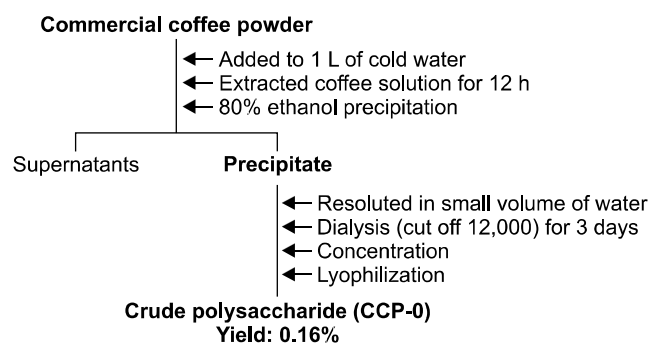 Commercial coffee powder
Added to 1 L of cold water
Extracted coffee solution for 12 h
80% ethanol precipitation
Supernatants
Precipitate
Resoluted in small volume of water
Dialysis (cut off 12,000) for 3 days
Concentration
Lyophilization
Crude polysaccharide (CCP-0)
Yield: 0.16%